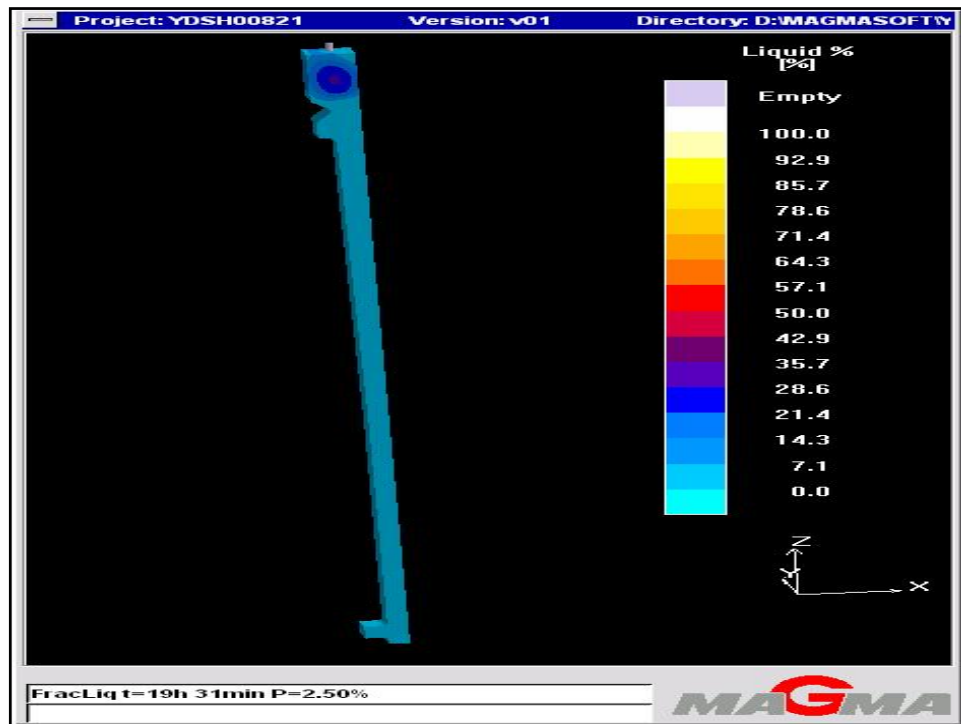 Project: YDSH00821 Version: v01 Directory: D:\MAGMASOFT\Y
Liquid %
[%]
Empty
100.0
92.9
85.7
78.6
71.4
64.3
57.1
50.0
42.9
35.7
28.6
21.4
14.3
7.1
0.0
Z
Y
X
FracLiq t=19h 31min P=2.50%
MAGMA